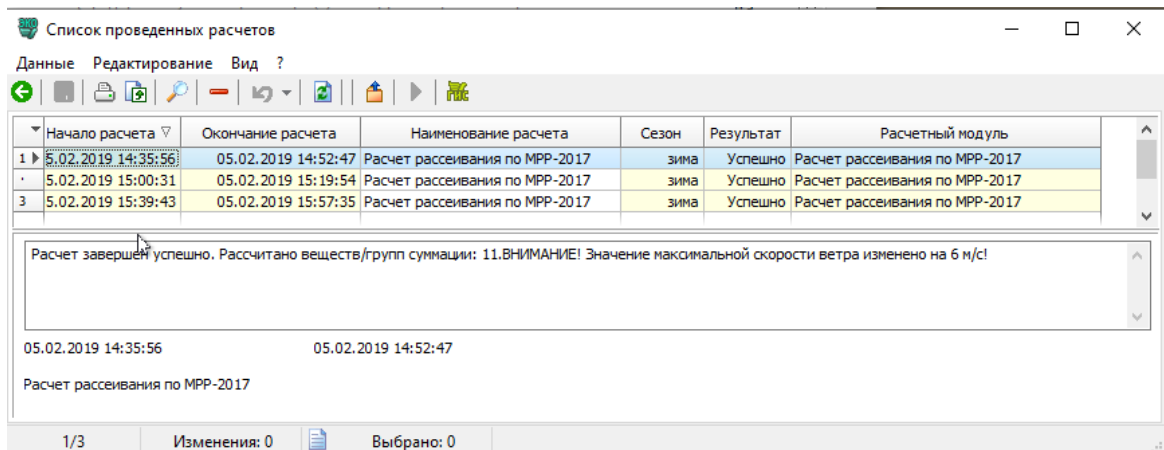 Список проведенных расчетов
Данные Редактирование Вид ?
Начало расчета Окончание расчета Наименование расчета Сезон Результат Расчетный модуль
1 5.02.2019 14:35:56 05.02.2019 14:52:47 Расчет рассеивания по МРР-2017 зима Успешно Расчет рассеивания по МРР-2017
5.02.2019 15:00:31 05.02.2019 15:19:54 Расчет рассеивания по МРР-2017 зима Успешно Расчет рассеивания по МРР-2017
3 5.02.2019 15:39:43 05.02.2019 15:57:35 Расчет рассеивания по МРР-2017 зима Успешно Расчет рассеивания по МРР-2017
Расчет завершен успешно. Рассчитано веществ/групп суммации: 11.ВНИМАНИЕ! Значение максимальной скорости ветра изменено на 6 м/с!
05.02.2019 14:35:56 05.02.2019 14:52:47
Расчет рассеивания по МРР-2017
1/3 Изменения: 0 Выбрано: 0